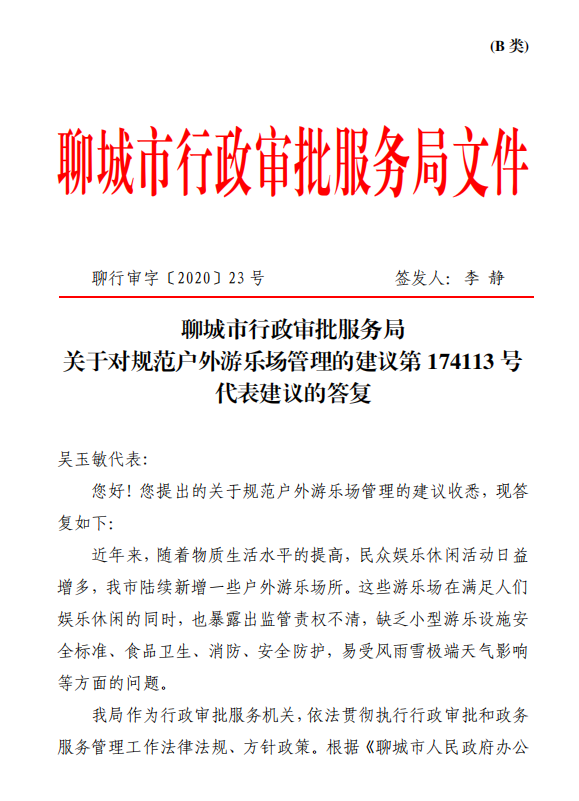 (B 类)
聊城市行政审批服务局文件
聊行审字〔2020〕23 号 签发人：李 静
聊城市行政审批服务局
关于对规范户外游乐场管理的建议第 174113 号
代表建议的答复
吴玉敏代表：
您好！您提出的关于规范户外游乐场管理的建议收悉，现答
复如下：
近年来，随着物质生活水平的提高，民众娱乐休闲活动日益
增多，我市陆续新增一些户外游乐场所。这些游乐场在满足人们
娱乐休闲的同时，也暴露出监管责权不清，缺乏小型游乐设施安
全标准、食品卫生、消防、安全防护，易受风雨雪极端天气影响
等方面的问题。
我局作为行政审批服务机关，依法贯彻执行行政审批和政务
服务管理工作法律法规、方针政策。根据《聊城市人民政府办公